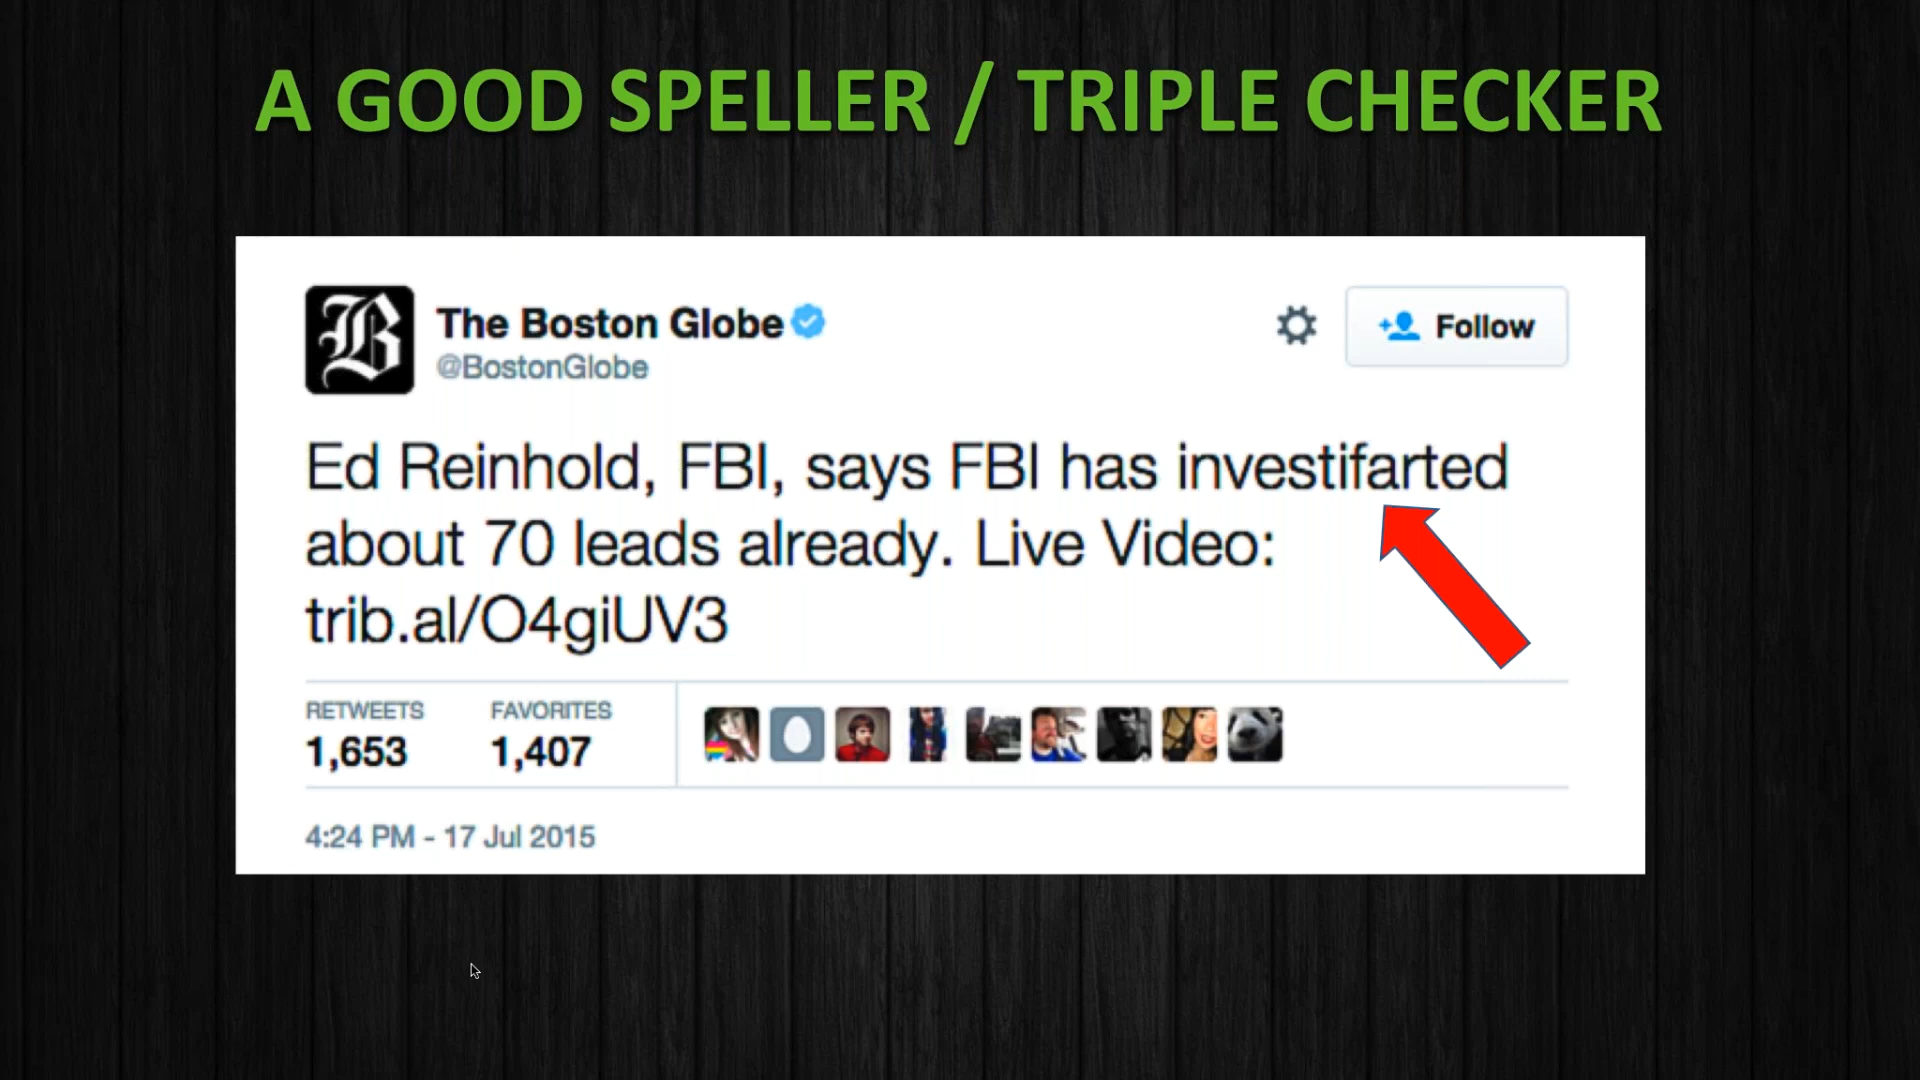 A GOOD SPELLER / TRIPLE CHECKER
B
The Boston Globe
@BostonGlobe
Follow
Ed Reinhold, FBI, says FBI has investifarted
about 70 leads already. Live Video:
trib.al/O4giUV3
RETWEETS FAVORITES
1,653 1,407
4:24 PM - 17 Jul 2015